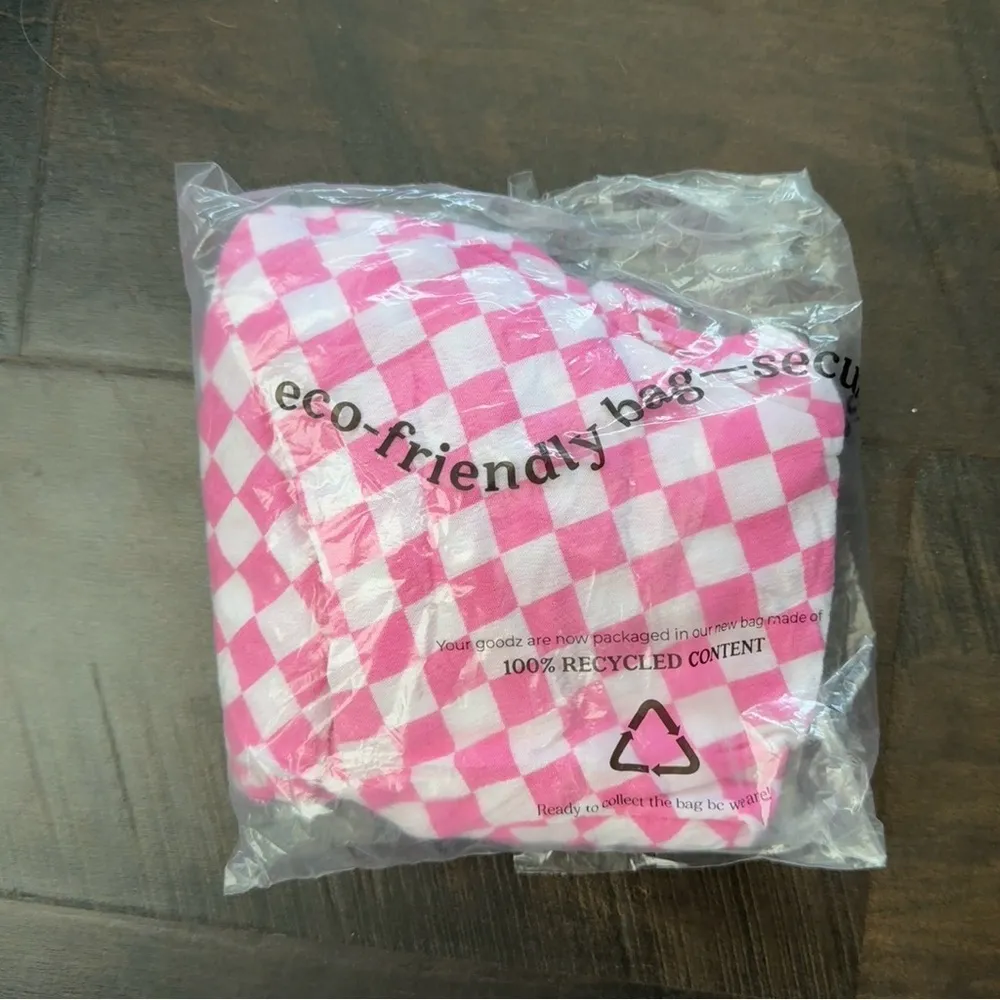 eco-friendly bag—secu
Your goodz are now packaged in our new bag made of
100% RECYCLED CONTENT
Ready to collect the bag be weare!